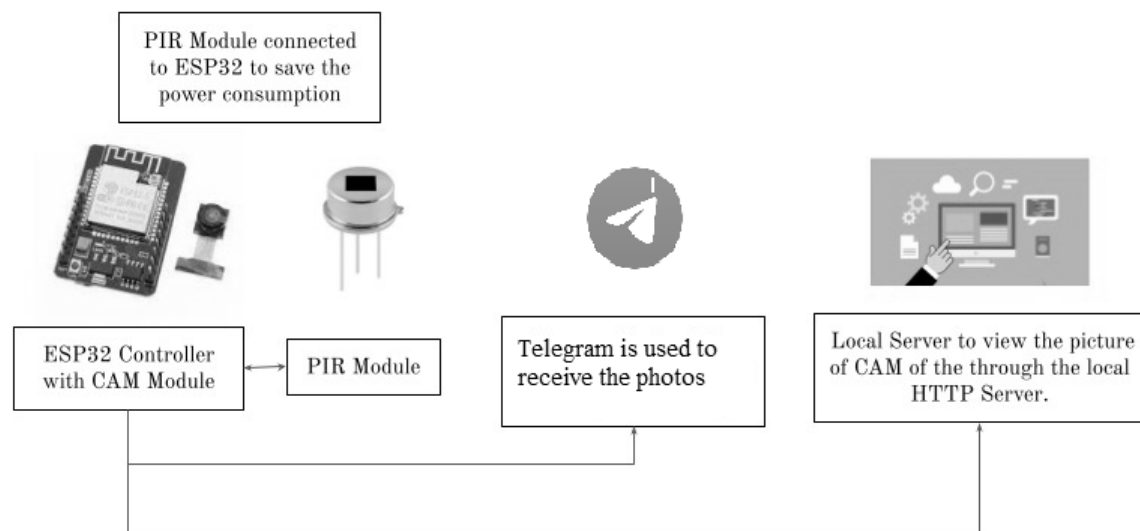 PIR Module connected
to ESP32 to save the
power consumption
ESP32 Controller
with CAM Module
PIR Module
Telegram is used to
receive the photos
Local Server to view the picture
of CAM of the through the local
HTTP Server.